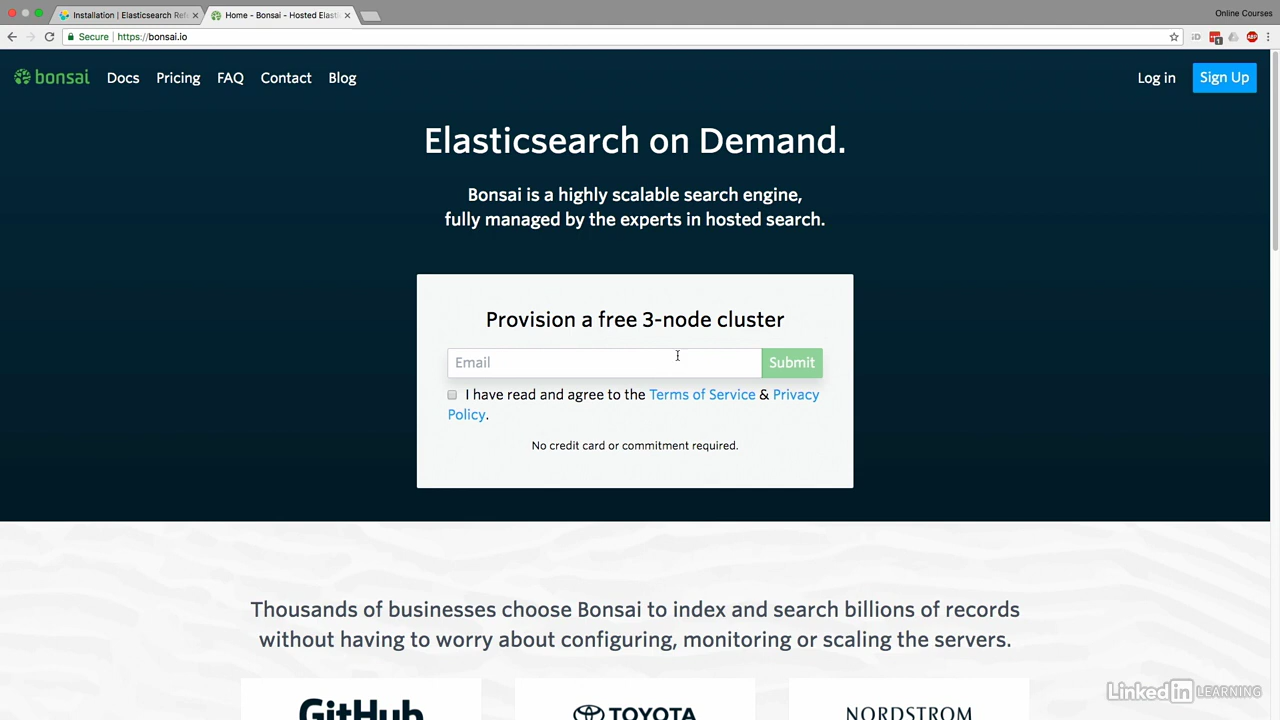 Installation | Elasticsearch Refe
Home - Bonsai - Hosted Elasti
Online Courses
Secure
https://bonsai.io
bonsai
Docs
Pricing
FAQ
Contact
Blog
Log in
Sign Up
Elasticsearch on Demand.
Bonsai is a highly scalable search engine,
fully managed by the experts in hosted search.
Provision a free 3-node cluster
Email
Submit
I have read and agree to the Terms of Service & Privacy
Policy.
No credit card or commitment required.
Thousands of businesses choose Bonsai to index and search billions of records
without having to worry about configuring, monitoring or scaling the servers.
GitHub
TOYOTA
NORDSTROM
LinkedIn LEARNING